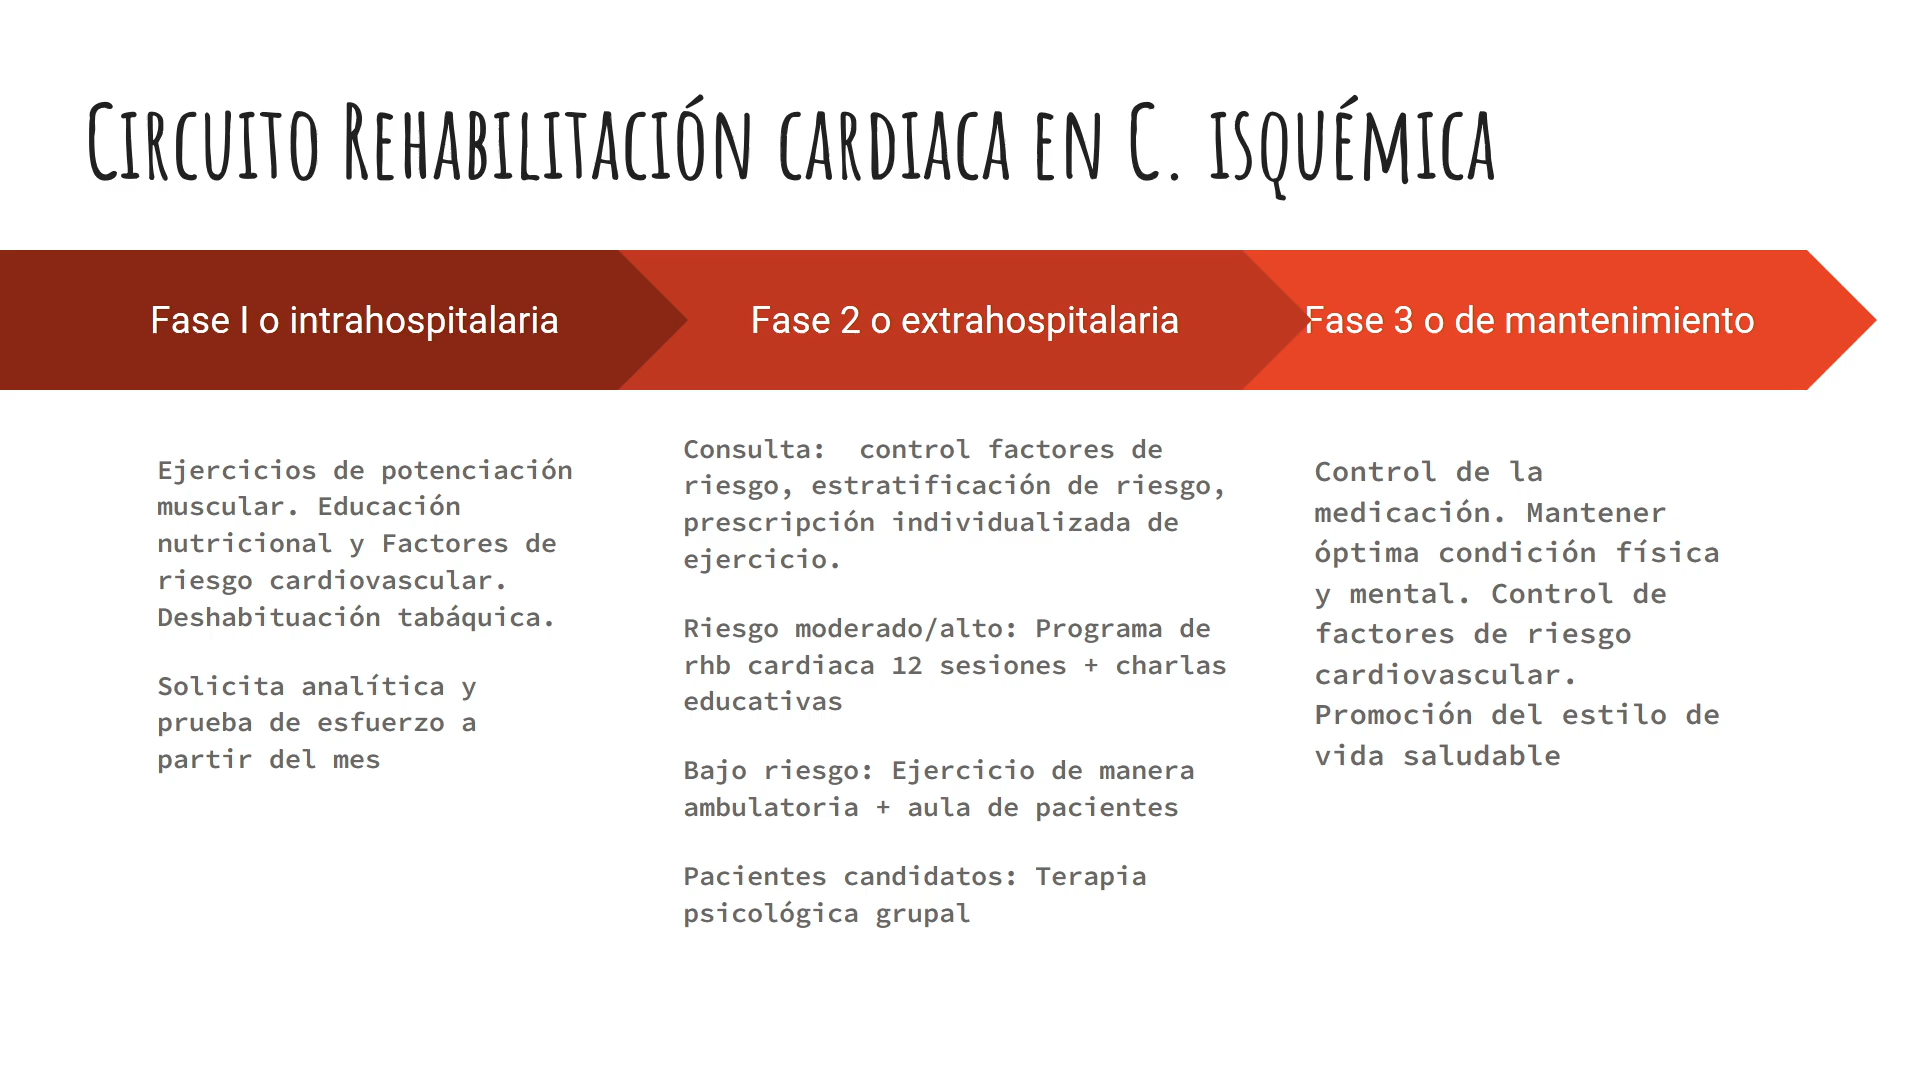 Circuito Rehabilitación cardiaca en C. isquémica
Fase I o intrahospitalaria
Fase 2 o extrahospitalaria
Fase 3 o de mantenimiento
Ejercicios de potenciación
muscular. Educación
nutricional y Factores de
riesgo cardiovascular.
Deshabituación tabáquica.
Solicita analítica y
prueba de esfuerzo a
partir del mes
Consulta:  control factores de
riesgo, estratificación de riesgo,
prescripción individualizada de
ejercicio.
Riesgo moderado/alto: Programa de
rhb cardiaca 12 sesiones + charlas
educativas
Bajo riesgo: Ejercicio de manera
ambulatoria + aula de pacientes
Pacientes candidatos: Terapia
psicológica grupal
Control de la
medicación. Mantener
óptima condición física
y mental. Control de
factores de riesgo
cardiovascular.
Promoción del estilo de
vida saludable